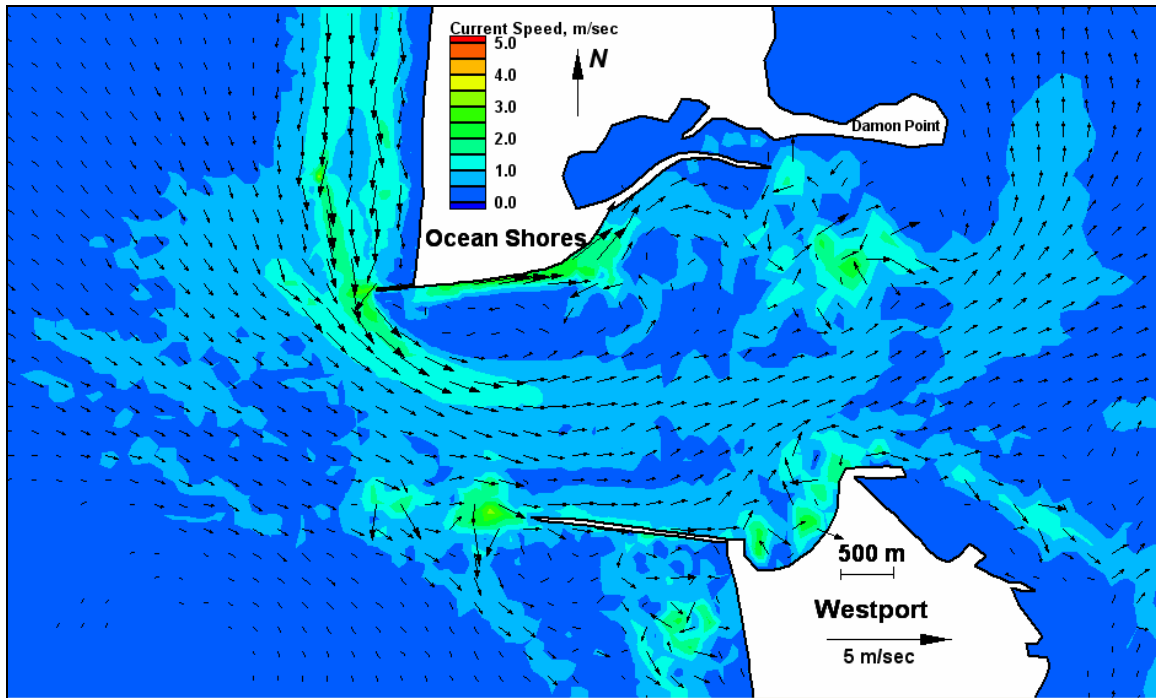 Current Speed, m/sec
5.0
4.0
3.0
2.0
1.0
0.0
N
Damon Point
Ocean Shores
500 m
Westport
5 m/sec